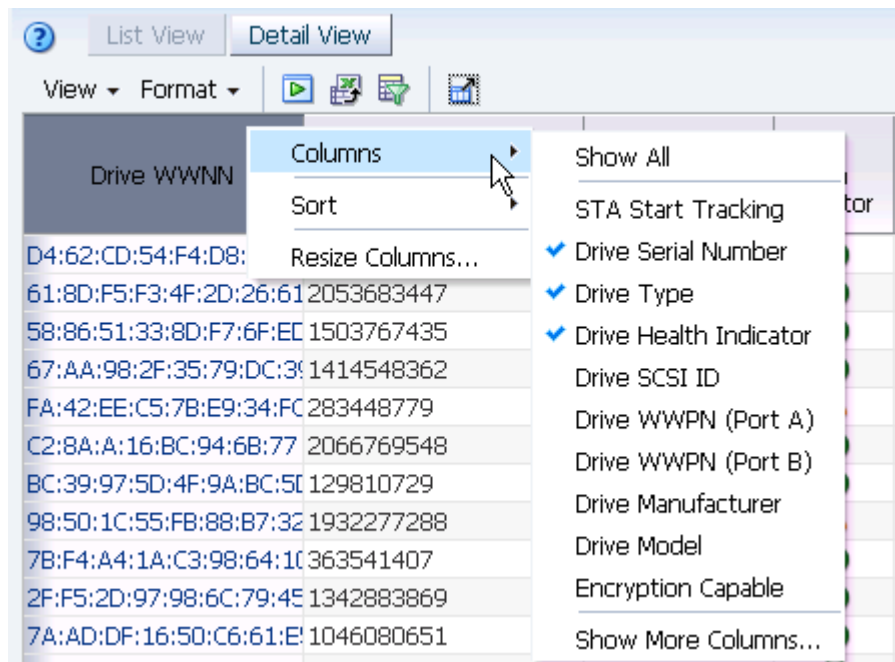 List View Detail View
View Format
Drive WWNN
Columns
Sort
Resize Columns...
Show All
STA Start Tracking
Drive Serial Number
Drive Type
Drive Health Indicator
Drive SCSI ID
Drive WWPN (Port A)
Drive WWPN (Port B)
Drive Manufacturer
Drive Model
Encryption Capable
Show More Columns...
tor
D4:62:CD:54:F4:D8:
61:8D:F5:F3:4F:2D:26:61 2053683447
58:86:51:33:8D:F7:6F:ED 1503767435
67:AA:98:2F:35:79:DC:39 1414548362
FA:42:EE:C5:7B:E9:34:FC 283448779
C2:8A:A:16:BC:94:6B:77 2066769548
BC:39:97:5D:4F:9A:BC:5D 129810729
98:50:1C:55:FB:88:B7:32 1932277288
7B:F4:A4:1A:C3:98:64:10 363541407
2F:F5:2D:97:98:6C:79:45 1342883869
7A:AD:DF:16:50:C6:61:E 1046080651